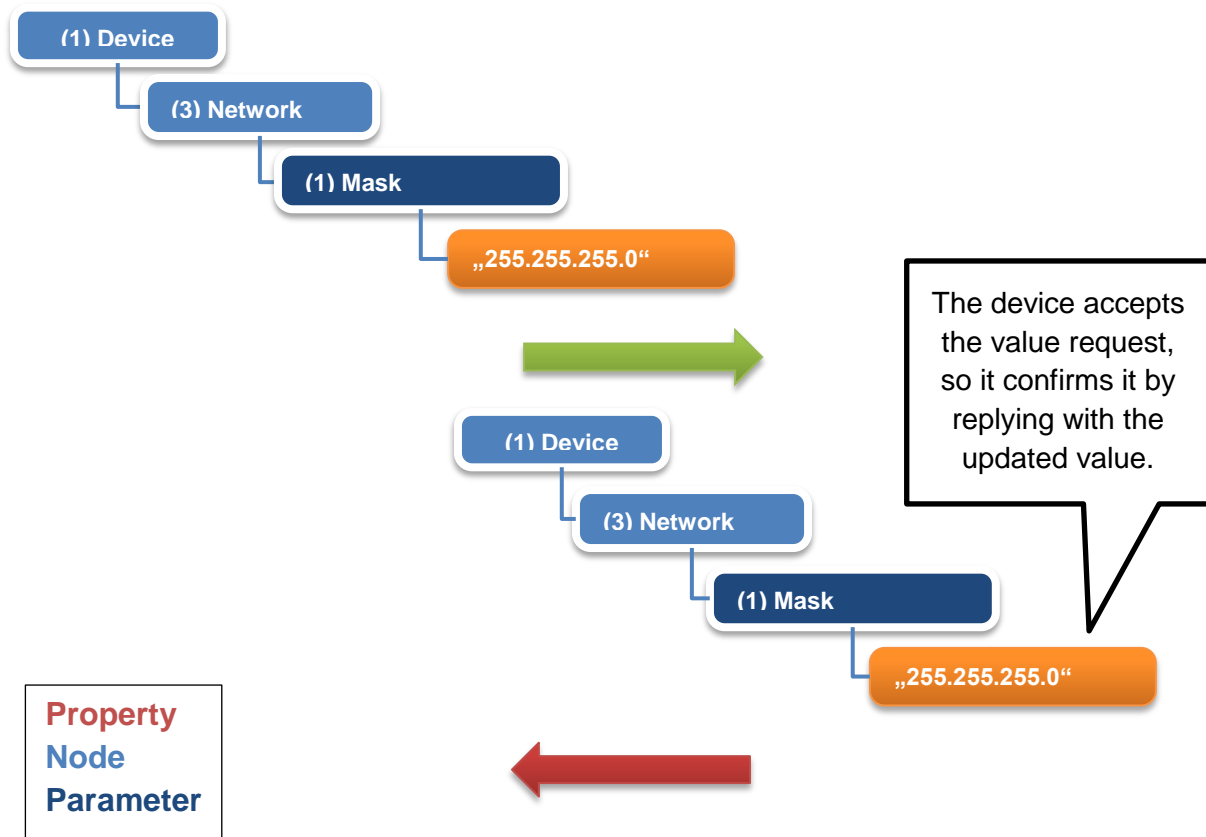 (1) Device
(3) Network
(1) Mask
„255.255.255.0“
The device accepts
the value request,
so it confirms it by
replying with the
updated value.
(1) Device
(3) Network
(1) Mask
„255.255.255.0“
Property
Node
Parameter